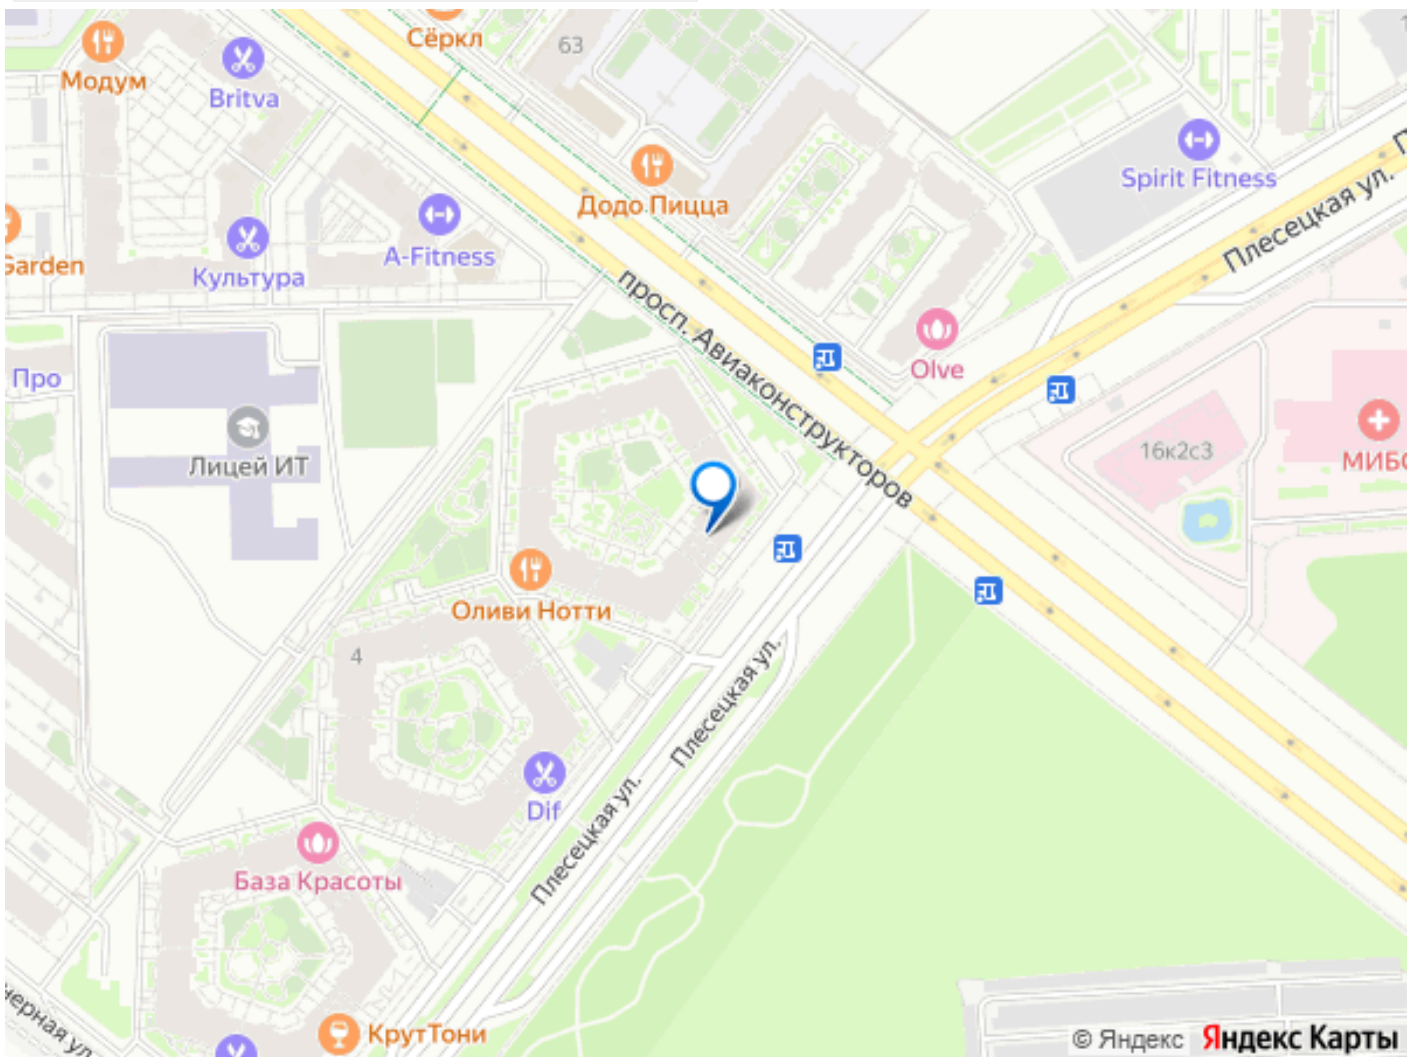 Сёркл
63
Модум
Britva
Spirit Fitness
Додо Пицца
Плесецкая ул.
A-Fitness
Garden
Культура
просп. Авиаконструкторов
Olve
Про
16к2с3
Лицей ИТ
Оливи Нотти
4
Плесецкая ул.
Dif
Плесецкая ул.
База Красоты
КрутТони
© Яндекс Яндекс Карты